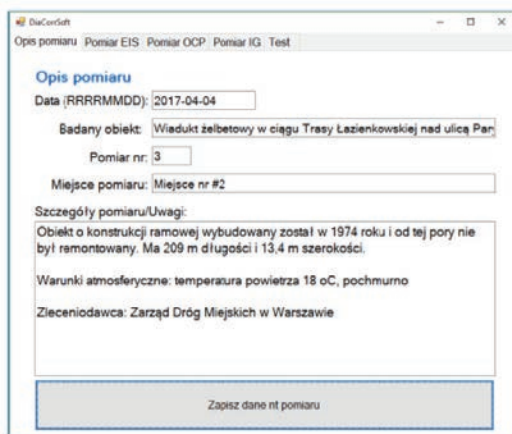 DiaCorrSoft
Opis pomiaru Pomiar EIS Pomiar OCP Pomiar IG Test
Opis pomiaru
Data (RRRRMMDD): 2017-04-04
Badany obiekt: Wiadukt żelbetowy w ciągu Trasy Łazienkowskiej nad ulicą Par
Pomiar nr: 3
Miejsce pomiaru: Miejsce nr #2
Szczegóły pomiaru/Uwagi:
Obiekt o konstrukcji ramowej wybudowany został w 1974 roku i od tej pory nie
był remontowany. Ma 209 m długości i 13,4 m szerokości.
Warunki atmosferyczne: temperatura powietrza 18 oC, pochmurno
Zleceniodawca: Zarząd Dróg Miejskich w Warszawie
Zapisz dane nt pomiaru